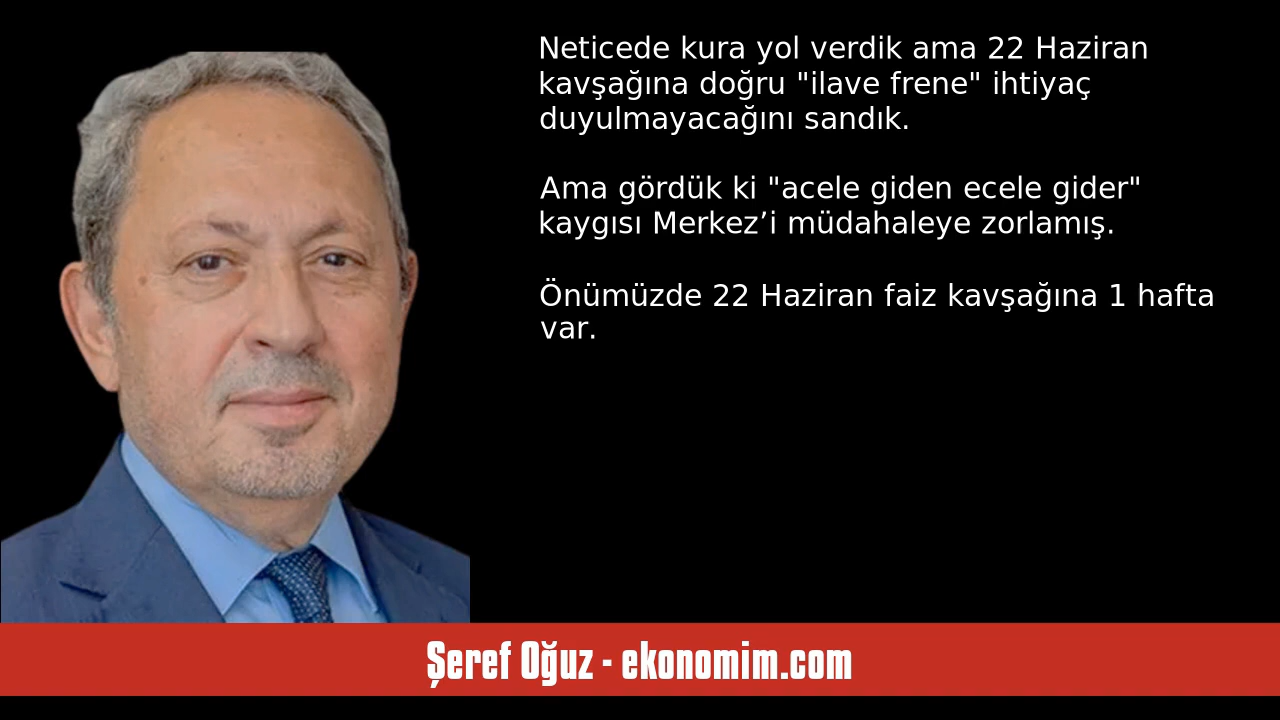 Neticede kura yol verdik ama 22 Haziran
kavşağına doğru "ilave frene" ihtiyaç
duyulmayacağını sandık.
Ama gördük ki "acele giden ecele gider"
kaygısı Merkez’i müdahaleye zorlamış.
Önümüzde 22 Haziran faiz kavşağına 1 hafta
var.
Şeref Oğuz - ekonomim.com